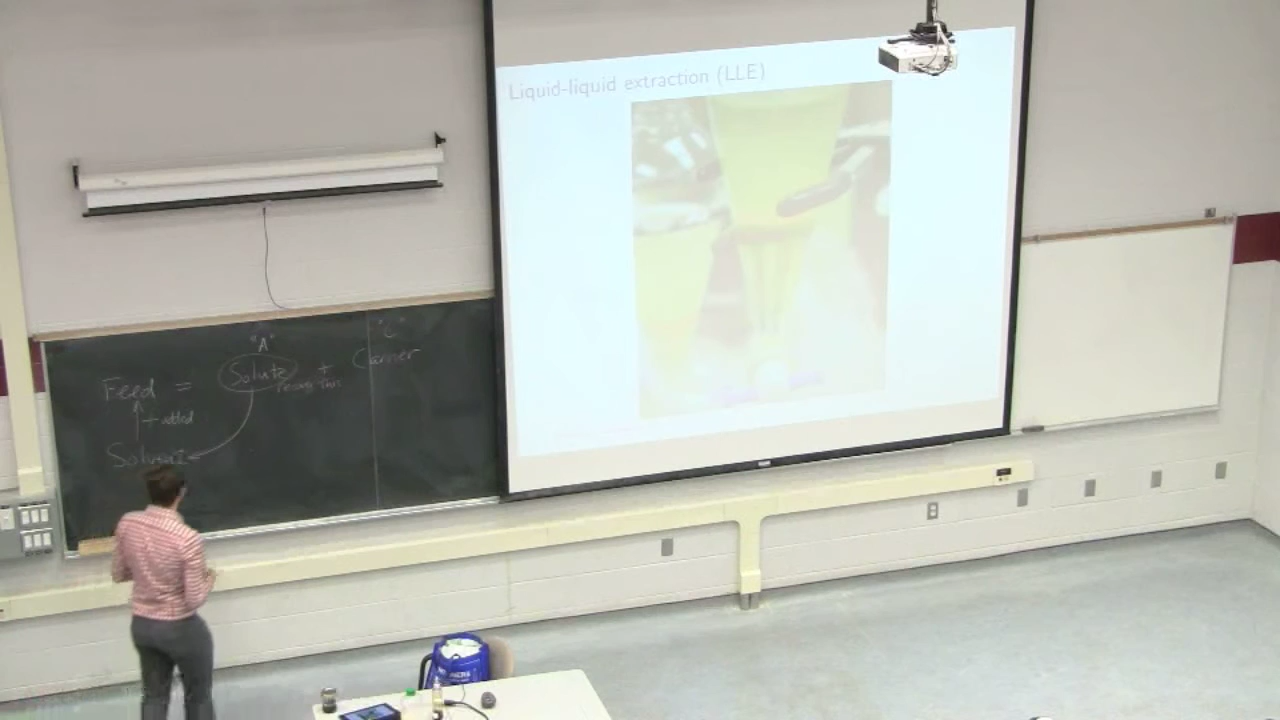 Liquid-liquid extraction (LLE)
"A" "C"
Feed = Solute + Carrier
recover this
+ added
Solvent